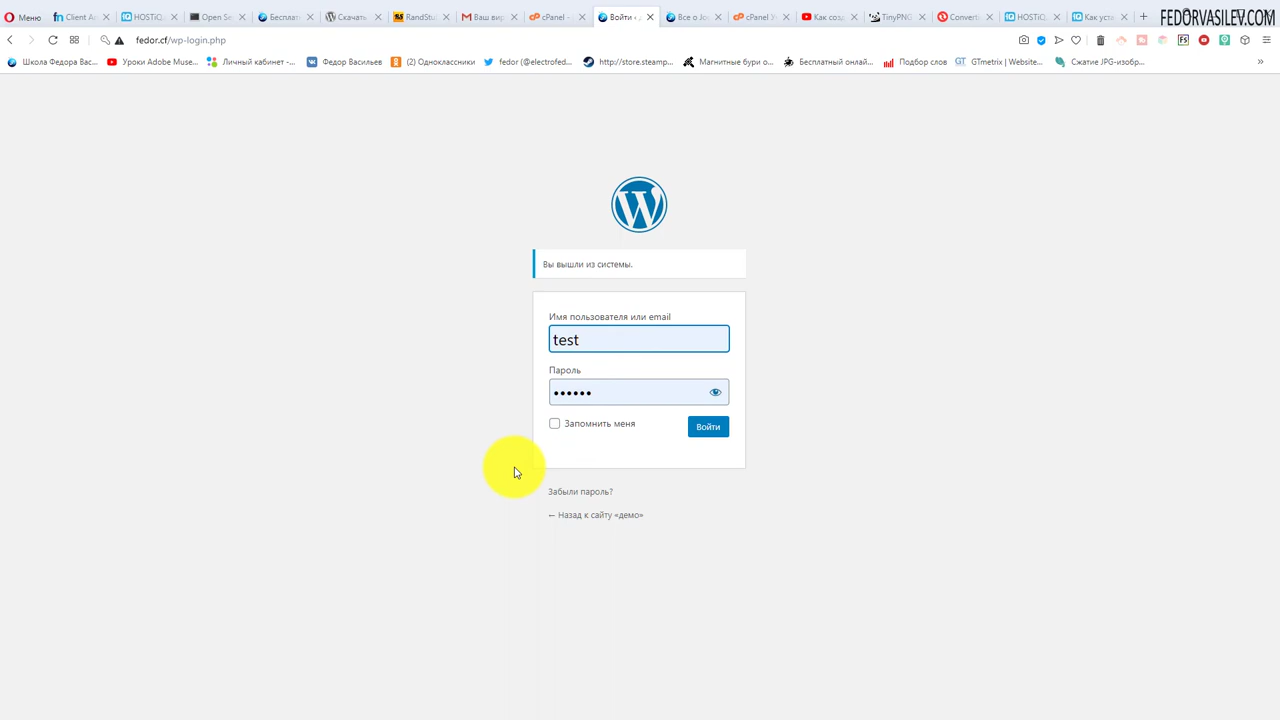 Меню
Client A
HOSTiQ
Open Se
Бесплат
Скачать
RandStu
Ваш вир
cPanel -
Войти ‹ д
Все о Jo
cPanel X
Как созд
TinyPNG
Converti
HOSTiQ
Как уста
FEDORVASILEV.COM
fedor.cf/wp-login.php
Школа Федора Вас...
Уроки Adobe Muse...
Личный кабинет -...
Федор Васильев
(2) Одноклассники
fedor (@electrofed...
http://store.steamp...
Магнитные бури о...
Бесплатный онлай...
Подбор слов
GTmetrix | Website...
Сжатие JPG-изобр...
»
Вы вышли из системы.
Имя пользователя или email
test
Пароль
••••••
Запомнить меня
Войти
Забыли пароль?
← Назад к сайту «демо»